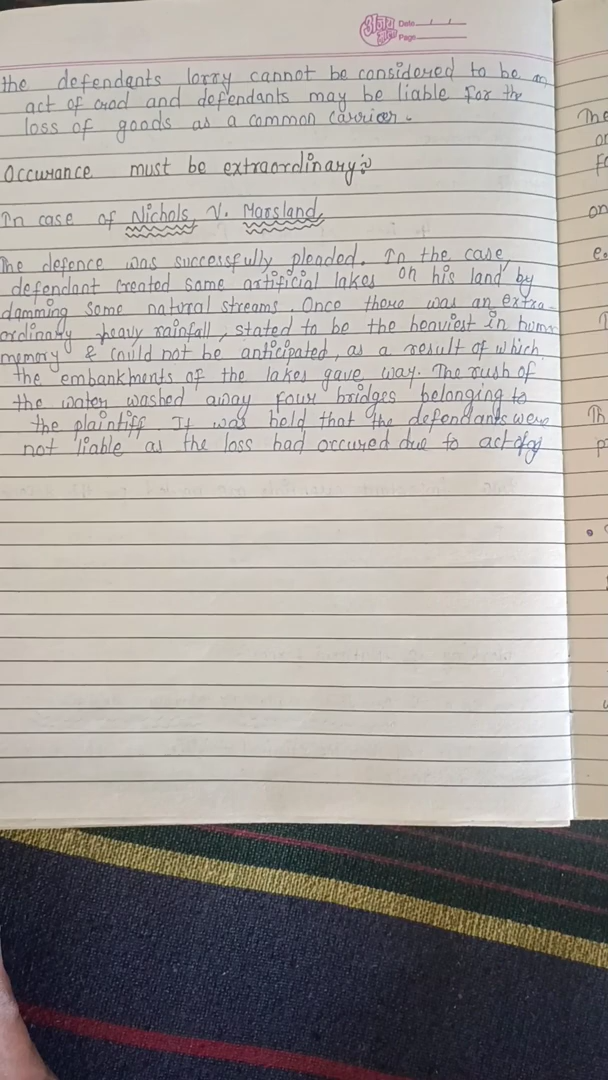 Date
Page
the defendants lorry cannot be considered to be an
act of God and defendants may be liable for the
loss of goods as a common carrier.
Occurance must be extraordinary:
In case of Nichols V. Marsland,
The defence was successfully pleaded. In the case,
defendant created some artificial lakes on his land by
damming some natural streams. Once there was an extra-
ordinary heavy rainfall, stated to be the heaviest in human
memory & could not be anticipated, as a result of which
the embankments of the lakes gave way. The rush of
the water washed away four bridges belonging to
the plaintiff. It was held that the defendants were
not liable as the loss had occured due to act of
The
on
Th